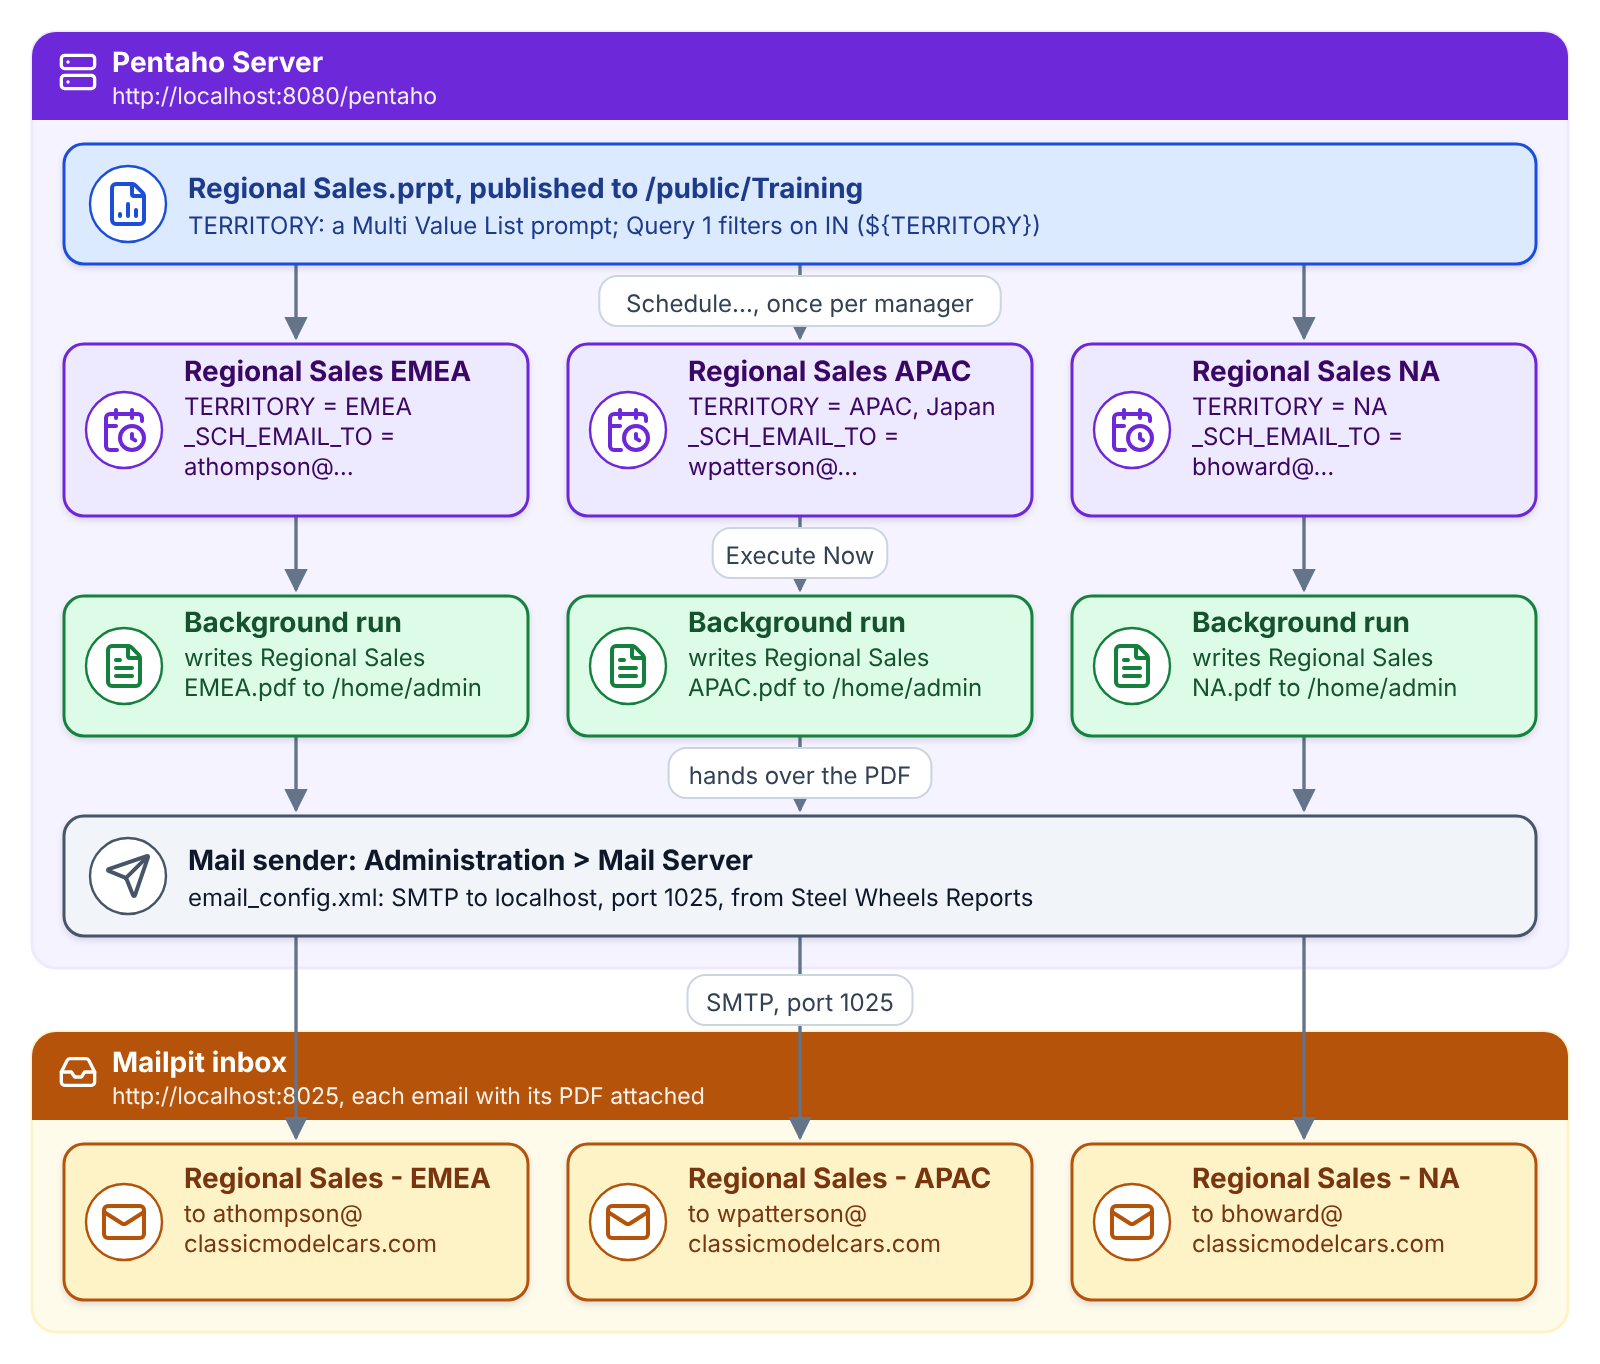 Pentaho Server
http://localhost:8080/pentaho
Regional Sales.prpt, published to /public/Training
TERRITORY: a Multi Value List prompt; Query 1 filters on IN (${TERRITORY})
Schedule..., once per manager
Regional Sales EMEA
TERRITORY = EMEA
_SCH_EMAIL_TO =
athompson@...
Regional Sales APAC
TERRITORY = APAC, Japan
_SCH_EMAIL_TO =
wpatterson@...
Regional Sales NA
TERRITORY = NA
_SCH_EMAIL_TO =
bhoward@...
Execute Now
Background run
writes Regional Sales
EMEA.pdf to /home/admin
Background run
writes Regional Sales
APAC.pdf to /home/admin
Background run
writes Regional Sales
NA.pdf to /home/admin
hands over the PDF
Mail sender: Administration > Mail Server
email_config.xml: SMTP to localhost, port 1025, from Steel Wheels Reports
SMTP, port 1025
Mailpit inbox
http://localhost:8025, each email with its PDF attached
Regional Sales - EMEA
to athompson@
classicmodelcars.com
Regional Sales - APAC
to wpatterson@
classicmodelcars.com
Regional Sales - NA
to bhoward@
classicmodelcars.com